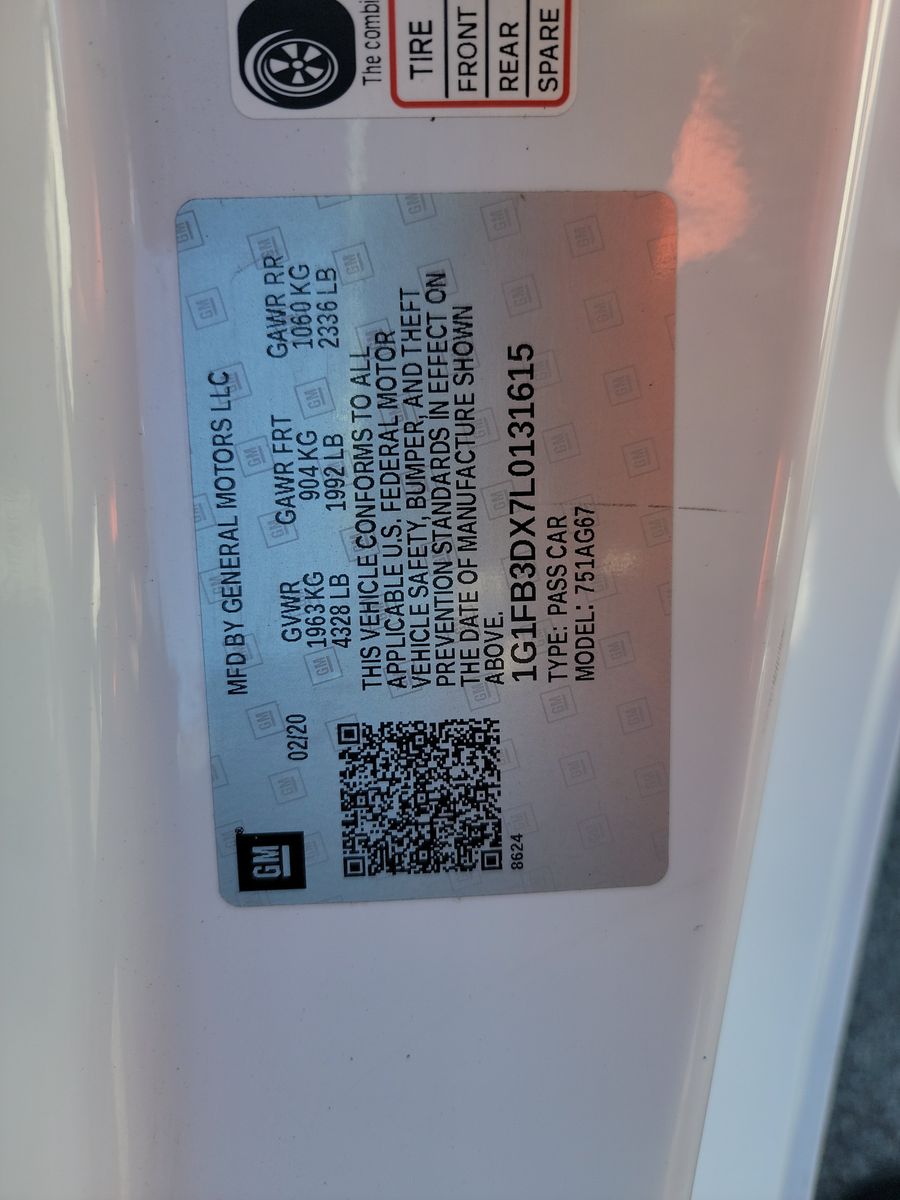 The combi
TIRE
FRONT
REAR
SPARE
GM
MFD BY GENERAL MOTORS LLC
02/20
GVWR GAWR FRT GAWR RR
1963 KG 904 KG 1060 KG
4328 LB 1992 LB 2336 LB
THIS VEHICLE CONFORMS TO ALL
APPLICABLE U.S. FEDERAL MOTOR
VEHICLE SAFETY, BUMPER, AND THEFT
PREVENTION STANDARDS IN EFFECT ON
THE DATE OF MANUFACTURE SHOWN
ABOVE.
8624
1G1FB3DX7L0131615
TYPE: PASS CAR
MODEL: 751AG67